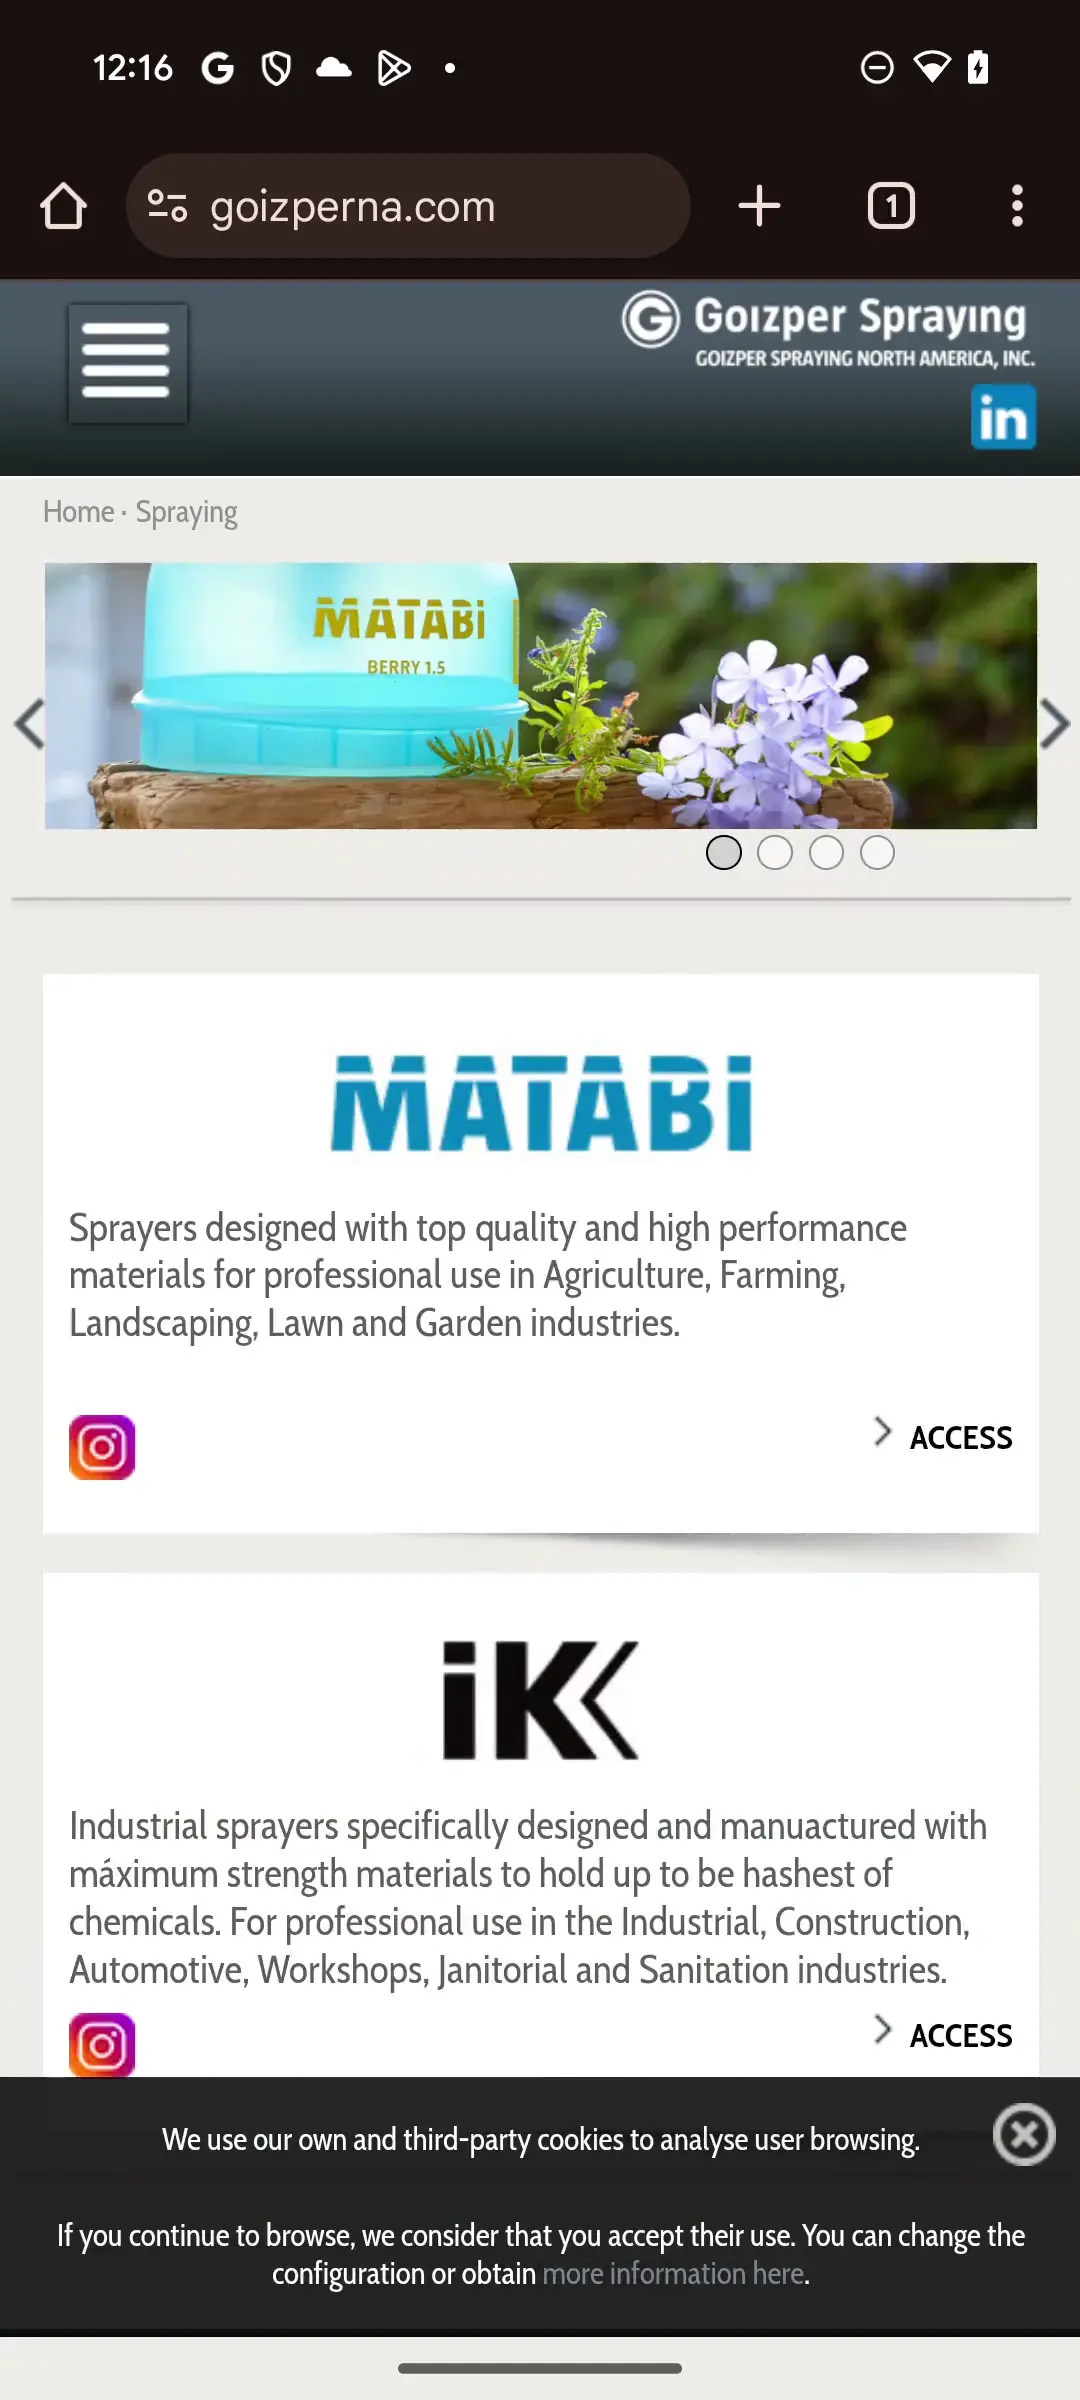 12:16
goizperna.com
1
Goizper Spraying
GOIZPER SPRAYING NORTH AMERICA, INC.
in
Home · Spraying
MATABi
BERRY 1.5
MATABi
Sprayers designed with top quality and high performance
materials for professional use in Agriculture, Farming,
Landscaping, Lawn and Garden industries.
ACCESS
iK
Industrial sprayers specifically designed and manuactured with
máximum strength materials to hold up to be hashest of
chemicals. For professional use in the Industrial, Construction,
Automotive, Workshops, Janitorial and Sanitation industries.
ACCESS
We use our own and third-party cookies to analyse user browsing.
If you continue to browse, we consider that you accept their use. You can change the
configuration or obtain more information here.